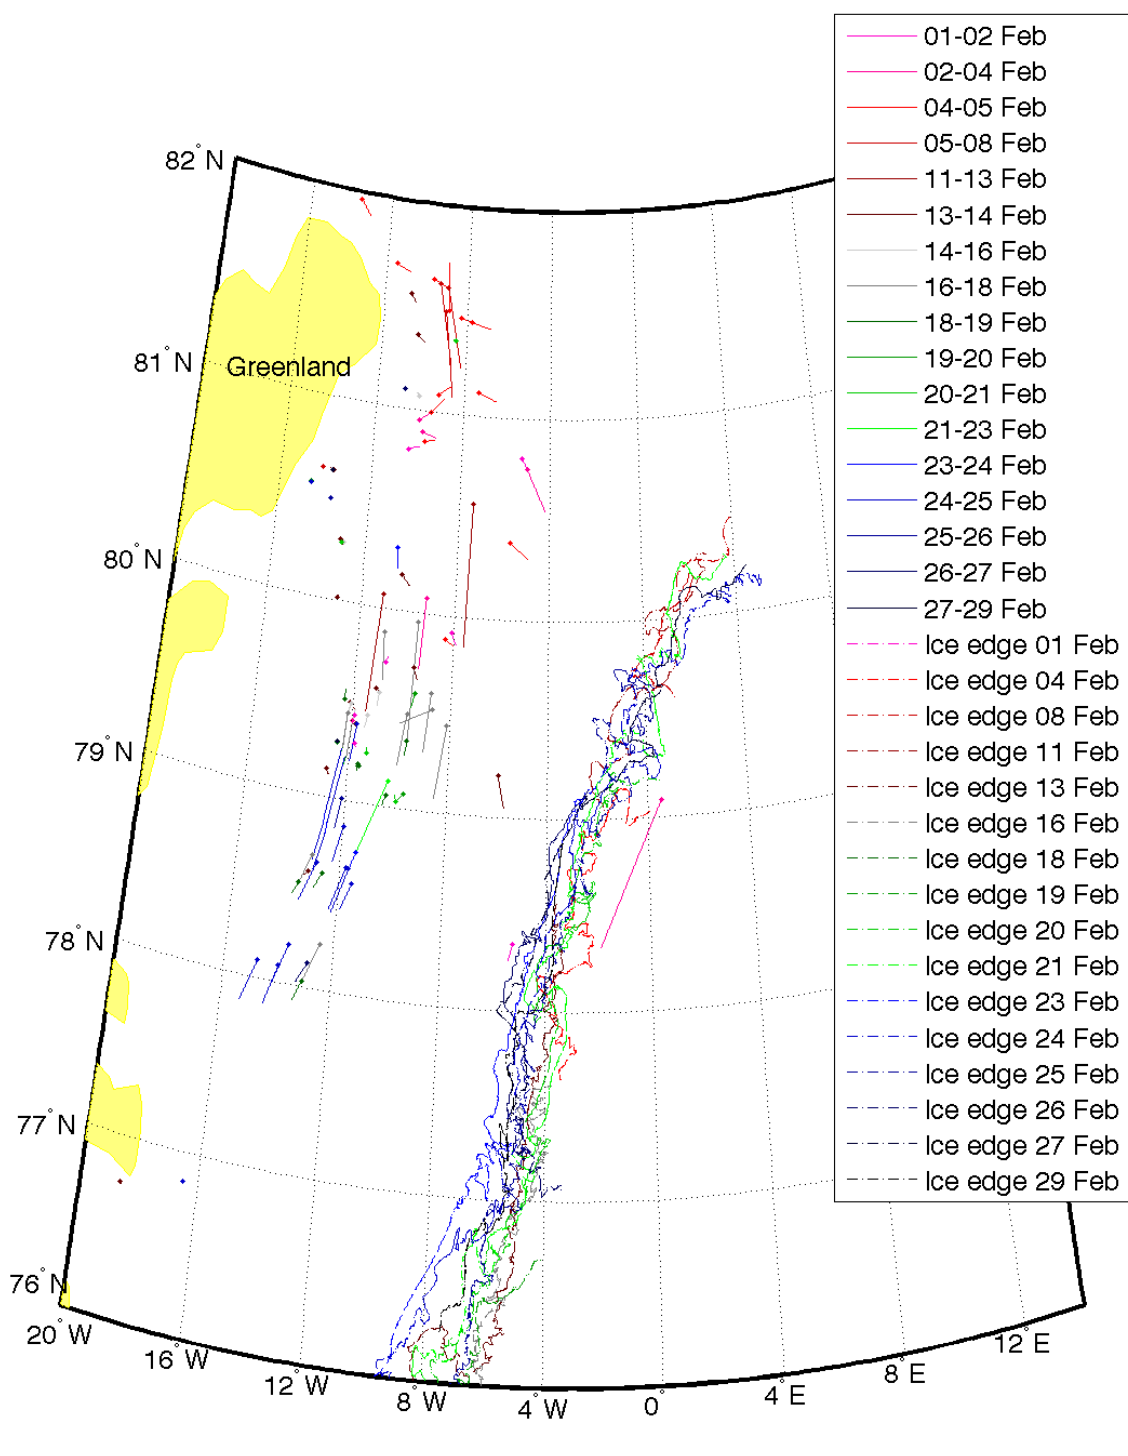 01-02 Feb
02-04 Feb
04-05 Feb
05-08 Feb
11-13 Feb
13-14 Feb
14-16 Feb
16-18 Feb
18-19 Feb
19-20 Feb
20-21 Feb
21-23 Feb
23-24 Feb
24-25 Feb
25-26 Feb
26-27 Feb
27-29 Feb
Ice edge 01 Feb
Ice edge 04 Feb
Ice edge 08 Feb
Ice edge 11 Feb
Ice edge 13 Feb
Ice edge 16 Feb
Ice edge 18 Feb
Ice edge 19 Feb
Ice edge 20 Feb
Ice edge 21 Feb
Ice edge 23 Feb
Ice edge 24 Feb
Ice edge 25 Feb
Ice edge 26 Feb
Ice edge 27 Feb
Ice edge 29 Feb
82° N
81° N
Greenland
80° N
79° N
78° N
77° N
76° N
20° W
16° W
12° W
8° W
4° W
0°
4° E
8° E
12° E